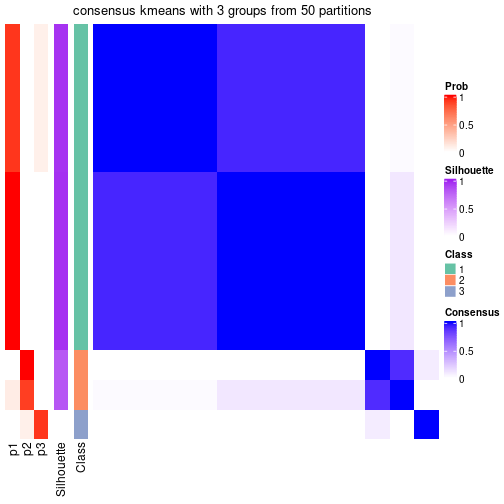 consensus kmeans with 3 groups from 50 partitions
Prob
1
0.5
0
Silhouette
1
0.5
0
Class
1
2
3
Consensus
1
0.5
0
p1
p2
p3
Silhouette
Class